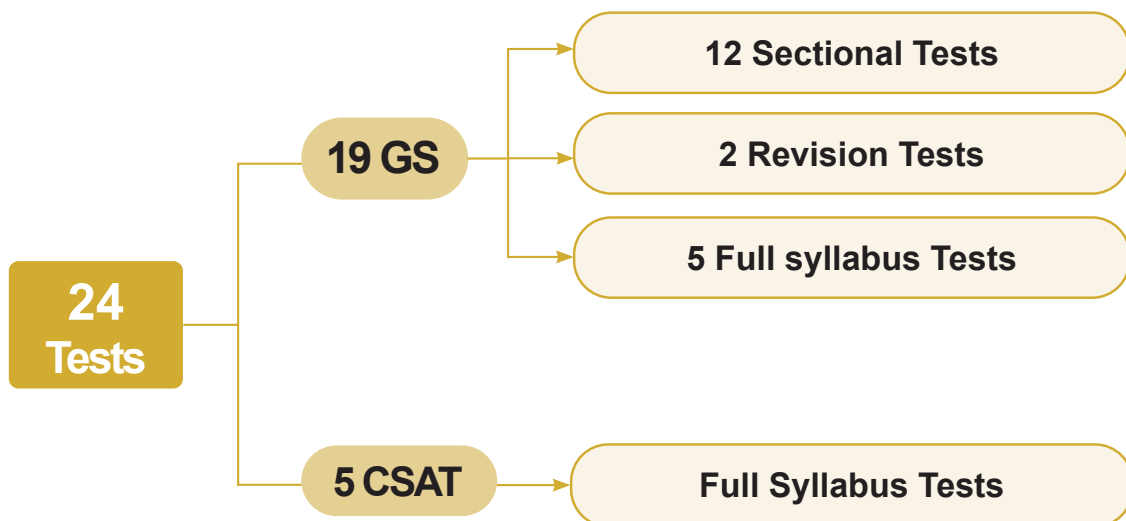 12 Sectional Tests
19 GS
2 Revision Tests
5 Full syllabus Tests
24
Tests
5 CSAT
Full Syllabus Tests